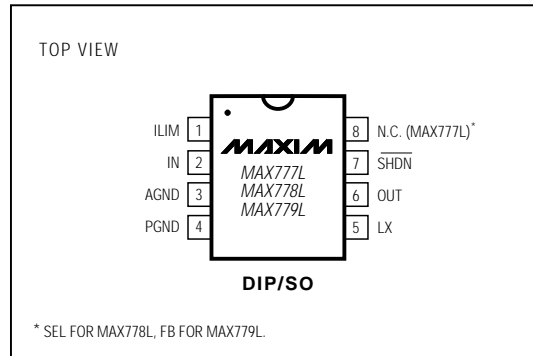 TOP VIEW
ILIM 1
IN 2
AGND 3
PGND 4
MAXIM
MAX777L
MAX778L
MAX779L
8 N.C. (MAX777L)*
7 SHDN
6 OUT
5 LX
DIP/SO
* SEL FOR MAX778L, FB FOR MAX779L.